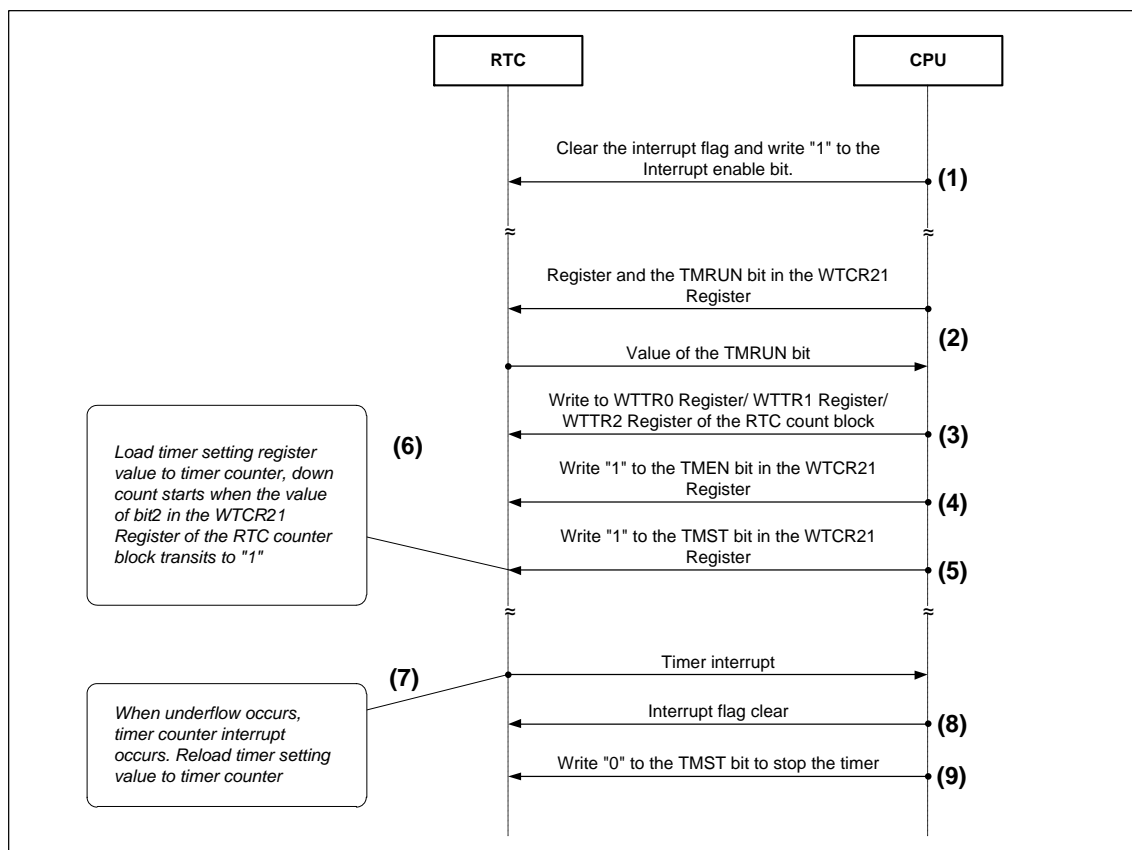 RTC
CPU
Clear the interrupt flag and write "1" to the
Interrupt enable bit.
(1)
Register and the TMRUN bit in the WTCR21
Register
(2)
Value of the TMRUN bit
Write to WTTR0 Register/ WTTR1 Register/
WTTR2 Register of the RTC count block
(3)
(6)
Load timer setting register
value to timer counter, down
count starts when the value
of bit2 in the WTCR21
Register of the RTC counter
block transits to "1"
Write "1" to the TMEN bit in the WTCR21
Register
(4)
Write "1" to the TMST bit in the WTCR21
Register
(5)
Timer interrupt
(7)
When underflow occurs,
timer counter interrupt
occurs. Reload timer setting
value to timer counter
Interrupt flag clear
(8)
Write "0" to the TMST bit to stop the timer
(9)